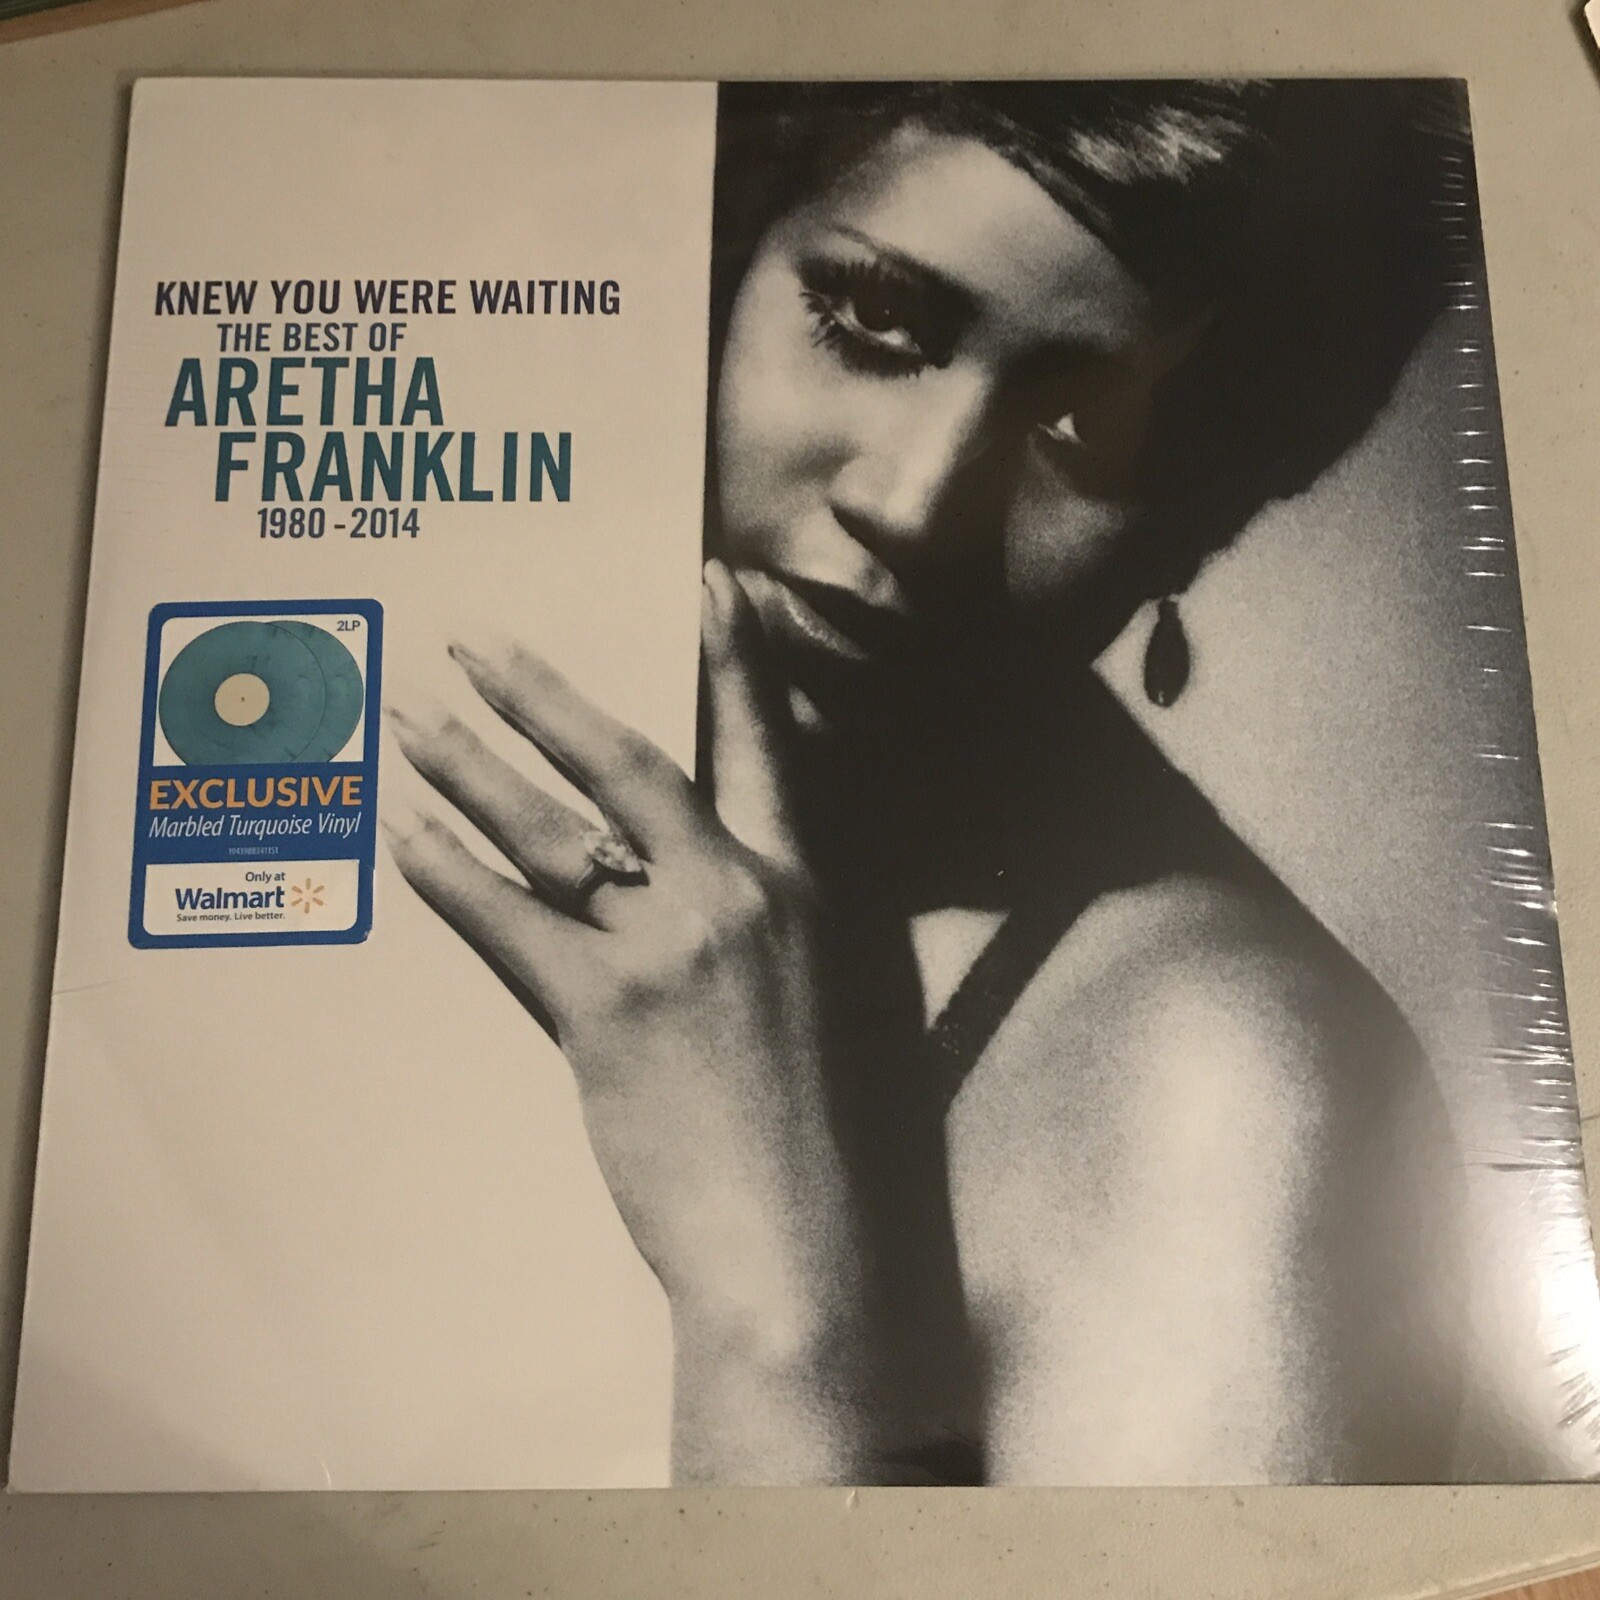 KNEW YOU WERE WAITING
THE BEST OF
ARETHA
FRANKLIN
1980 - 2014
2LP
EXCLUSIVE
Marbled Turquoise Vinyl
Only at
Walmart
Save money. Live better.